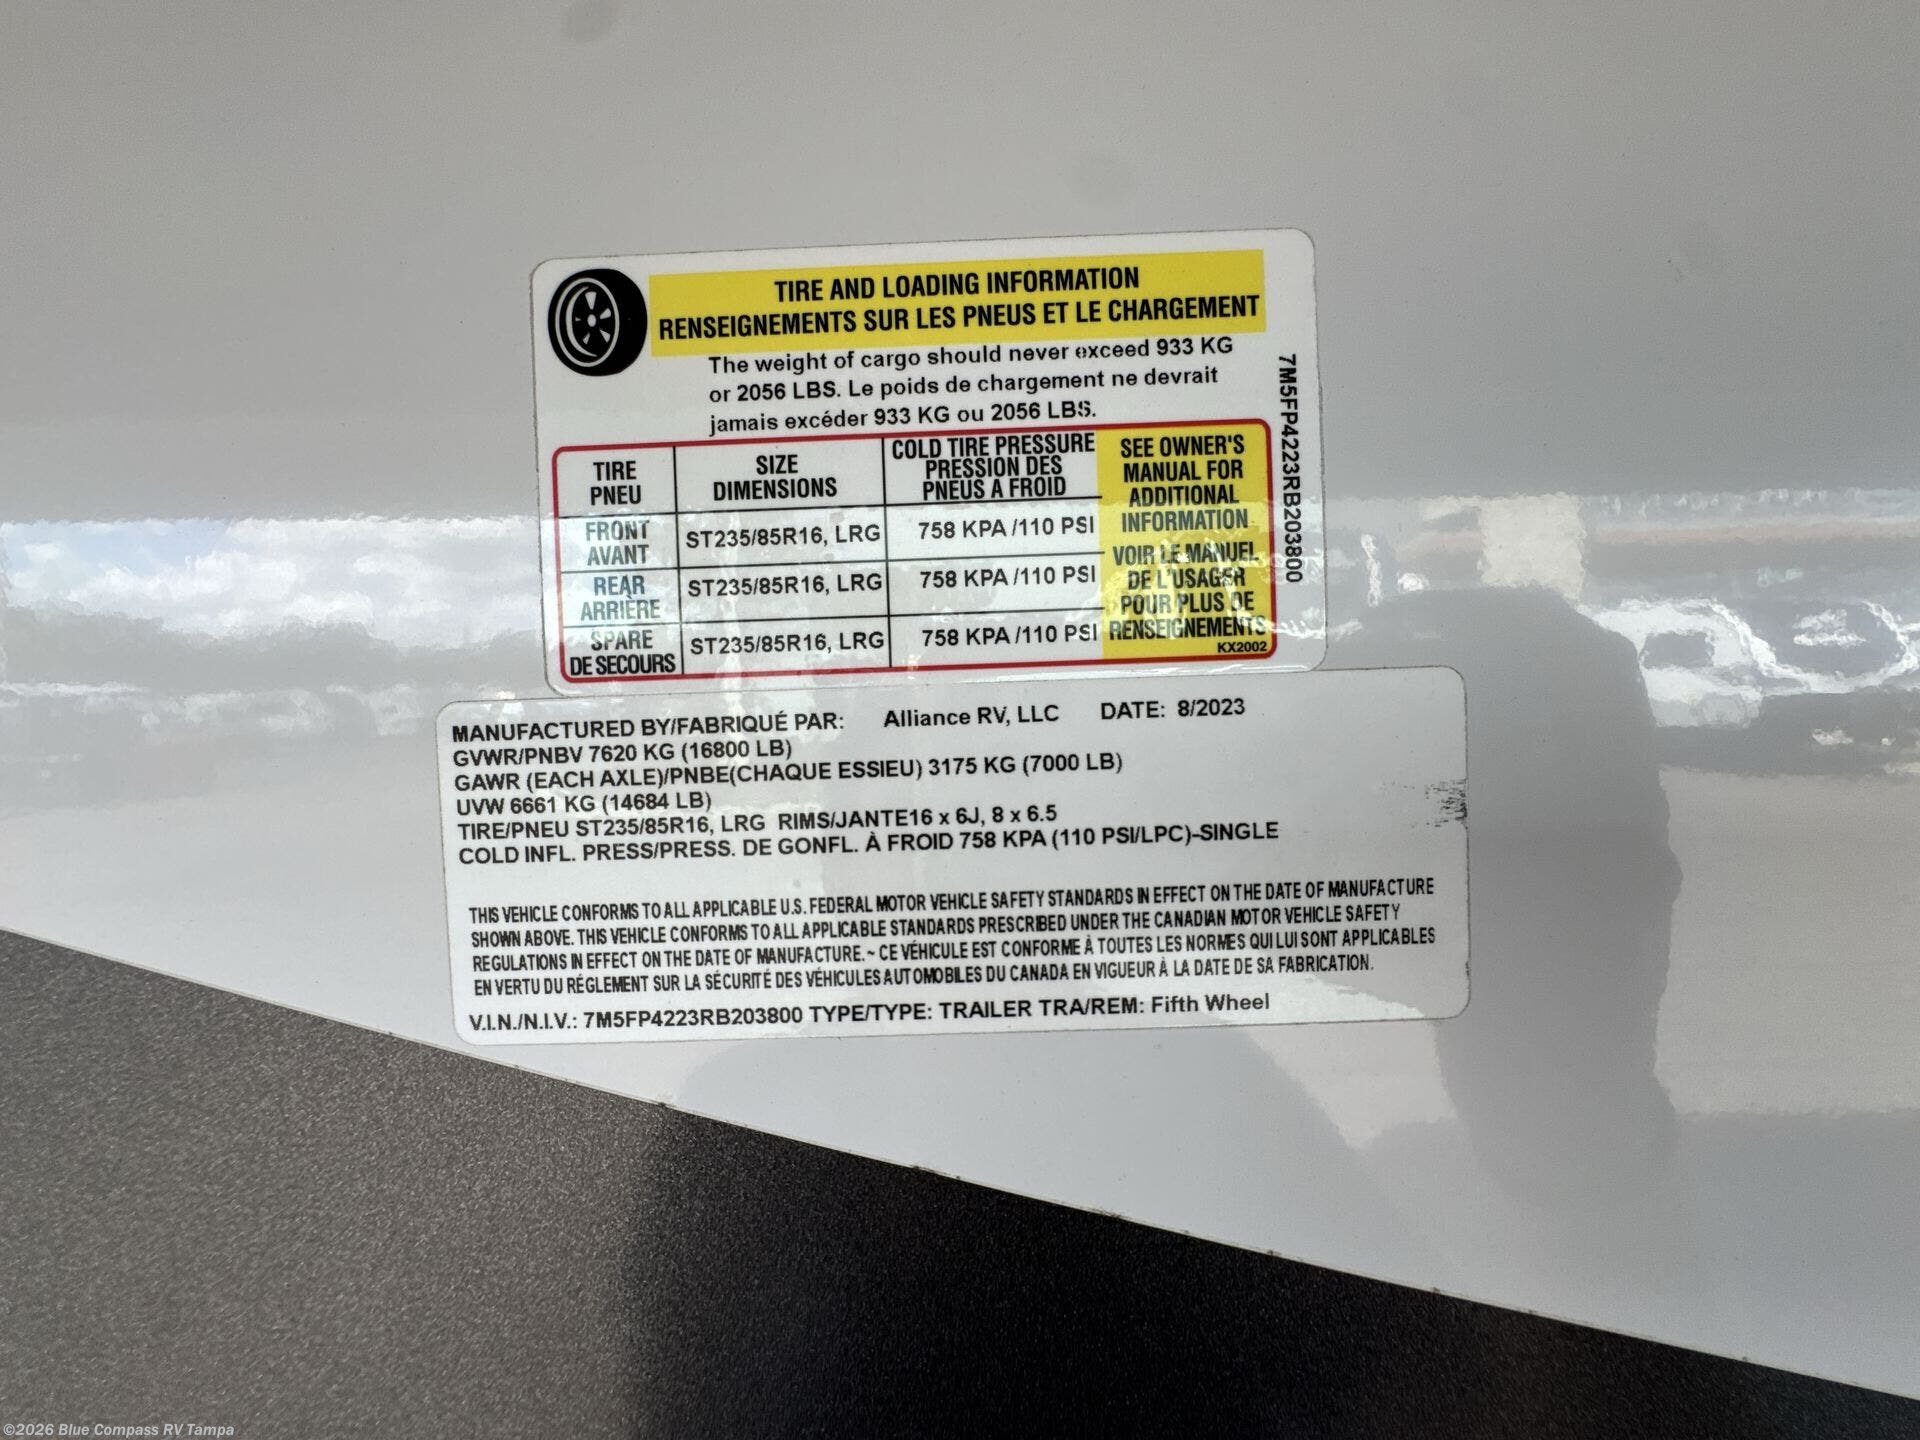 TIRE AND LOADING INFORMATION
RENSEIGNEMENTS SUR LES PNEUS ET LE CHARGEMENT
The weight of cargo should never exceed 933 KG
or 2056 LBS. Le poids de chargement ne devrait
jamais excéder 933 KG ou 2056 LBS.
TIRE
PNEU
SIZE
DIMENSIONS
COLD TIRE PRESSURE
PRESSION DES
PNEUS A FROID
FRONT
AVANT
ST235/85R16, LRG
758 KPA /110 PSI
REAR
ARRIÈRE
ST235/85R16, LRG
758 KPA /110 PSI
SPARE
DE SECOURS
ST235/85R16, LRG
758 KPA /110 PSI
SEE OWNER'S
MANUAL FOR
ADDITIONAL
INFORMATION
VOIR LE MANUEL
DE L'USAGER
POUR PLUS DE
RENSEIGNEMENTS
KX2002
7M5FP4223RB203800
MANUFACTURED BY/FABRIQUÉ PAR: Alliance RV, LLC DATE: 8/2023
GVWR/PNBV 7620 KG (16800 LB)
GAWR (EACH AXLE)/PNBE(CHAQUE ESSIEU) 3175 KG (7000 LB)
UVW 6661 KG (14684 LB)
TIRE/PNEU ST235/85R16, LRG RIMS/JANTE16 x 6J, 8 x 6.5
COLD INFL. PRESS/PRESS. DE GONFL. À FROID 758 KPA (110 PSI/LPC)-SINGLE
THIS VEHICLE CONFORMS TO ALL APPLICABLE U.S. FEDERAL MOTOR VEHICLE SAFETY STANDARDS IN EFFECT ON THE DATE OF MANUFACTURE
SHOWN ABOVE. THIS VEHICLE CONFORMS TO ALL APPLICABLE STANDARDS PRESCRIBED UNDER THE CANADIAN MOTOR VEHICLE SAFETY
REGULATIONS IN EFFECT ON THE DATE OF MANUFACTURE. ~ CE VÉHICULE EST CONFORME À TOUTES LES NORMES QUI LUI SONT APPLICABLES
EN VERTU DU RÉGLEMENT SUR LA SÉCURITÉ DES VÉHICULES AUTOMOBILES DU CANADA EN VIGUEUR À LA DATE DE SA FABRICATION.
V.I.N./N.I.V.: 7M5FP4223RB203800 TYPE/TYPE: TRAILER TRA/REM: Fifth Wheel
©2026 Blue Compass RV Tampa